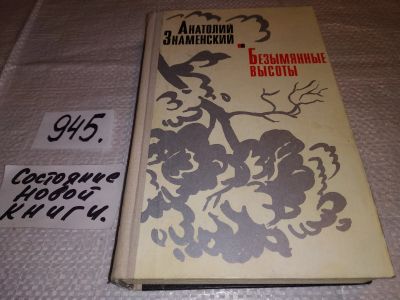 Анатолий
Знаменский
Безымянные
высоты
945.
Состояние
новой
книги.